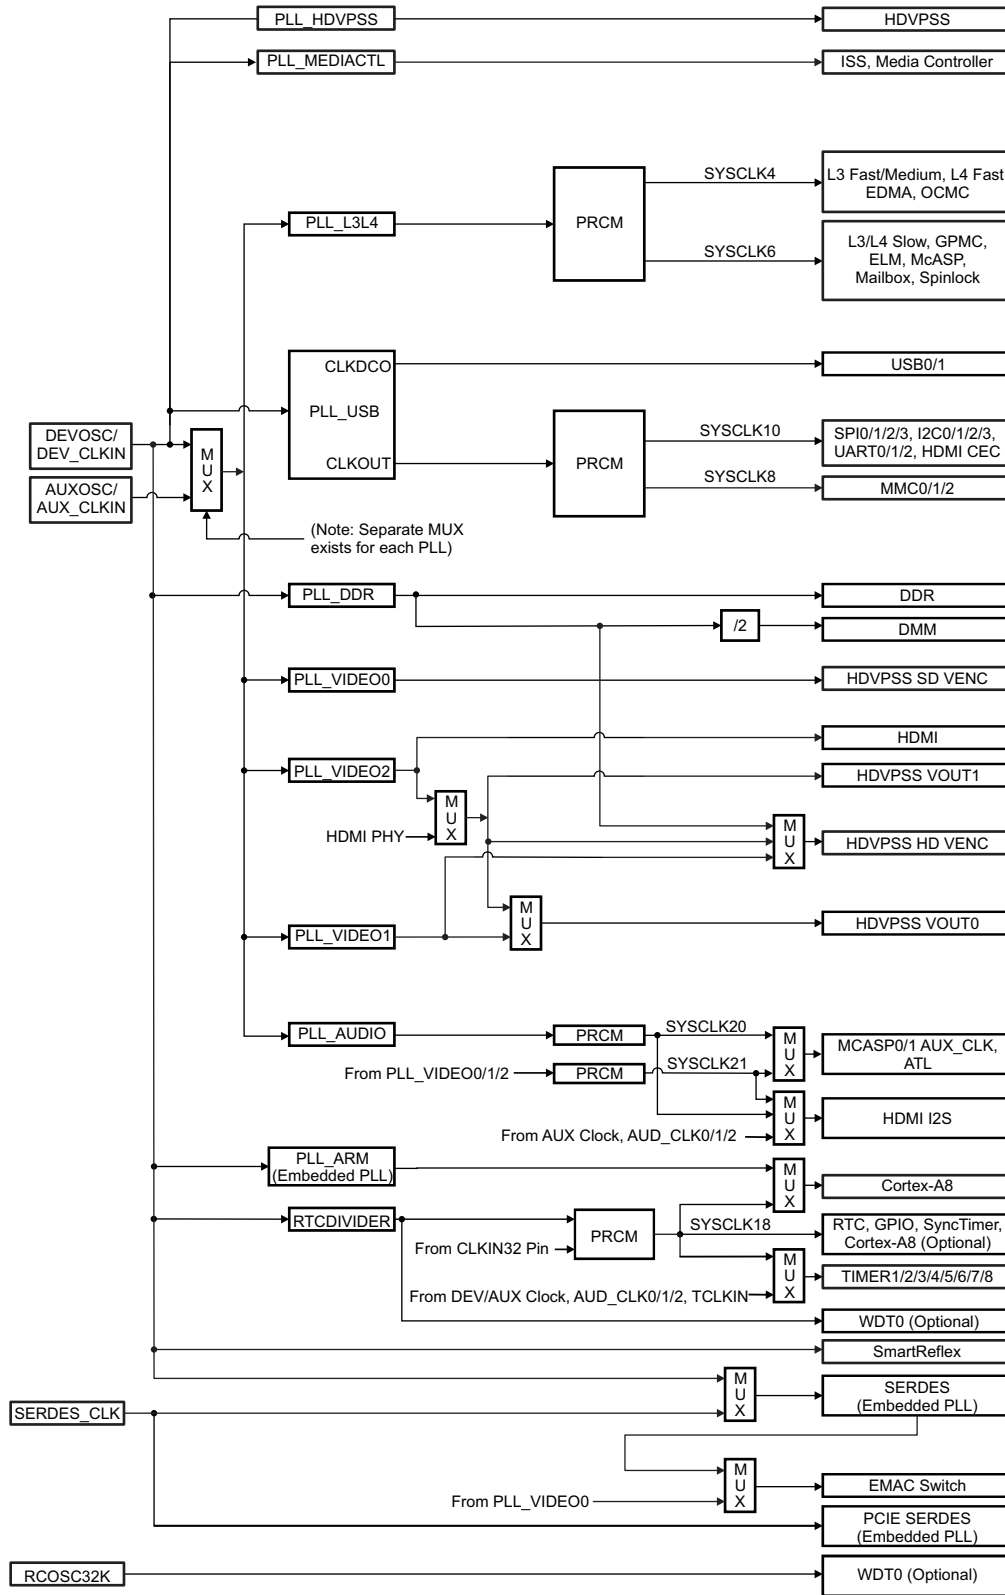 PLL_HDVPSS
HDVPSS
PLL_MEDIACTL
ISS, Media Controller
SYSCLK4
L3 Fast/Medium, L4 Fast
EDMA, OCMC
PLL_L3L4
PRCM
SYSCLK6
L3/L4 Slow, GPMC,
ELM, McASP,
Mailbox, Spinlock
CLKDCO
USB0/1
PLL_USB
DEVOSC/
DEV_CLKIN
M
U
X
SYSCLK10
SPI0/1/2/3, I2C0/1/2/3,
UART0/1/2, HDMI CEC
CLKOUT
PRCM
AUXOSC/
AUX_CLKIN
SYSCLK8
MMC0/1/2
(Note: Separate MUX
exists for each PLL)
PLL_DDR
DDR
/2
DMM
PLL_VIDEO0
HDVPSS SD VENC
HDMI
PLL_VIDEO2
HDVPSS VOUT1
M
U
X
HDMI PHY
M
U
X
HDVPSS HD VENC
M
U
X
PLL_VIDEO1
HDVPSS VOUT0
PLL_AUDIO
PRCM
SYSCLK20
M
U
X
MCASP0/1 AUX_CLK,
ATL
From PLL_VIDEO0/1/2
PRCM
SYSCLK21
M
U
X
HDMI I2S
From AUX Clock, AUD_CLK0/1/2
PLL_ARM
(Embedded PLL)
M
U
X
Cortex-A8
RTCDIVIDER
PRCM
SYSCLK18
RTC, GPIO, SyncTimer,
Cortex-A8 (Optional)
From CLKIN32 Pin
M
U
X
TIMER1/2/3/4/5/6/7/8
From DEV/AUX Clock, AUD_CLK0/1/2, TCLKIN
WDT0 (Optional)
SmartReflex
M
U
X
SERDES
(Embedded PLL)
SERDES_CLK
M
U
X
EMAC Switch
From PLL_VIDEO0
PCIE SERDES
(Embedded PLL)
RCOSC32K
WDT0 (Optional)